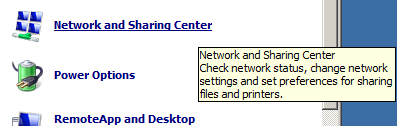 Network and Sharing Center
Network and Sharing Center
Check network status, change network
settings and set preferences for sharing
files and printers.
Power Options
RemoteApp and Desktop